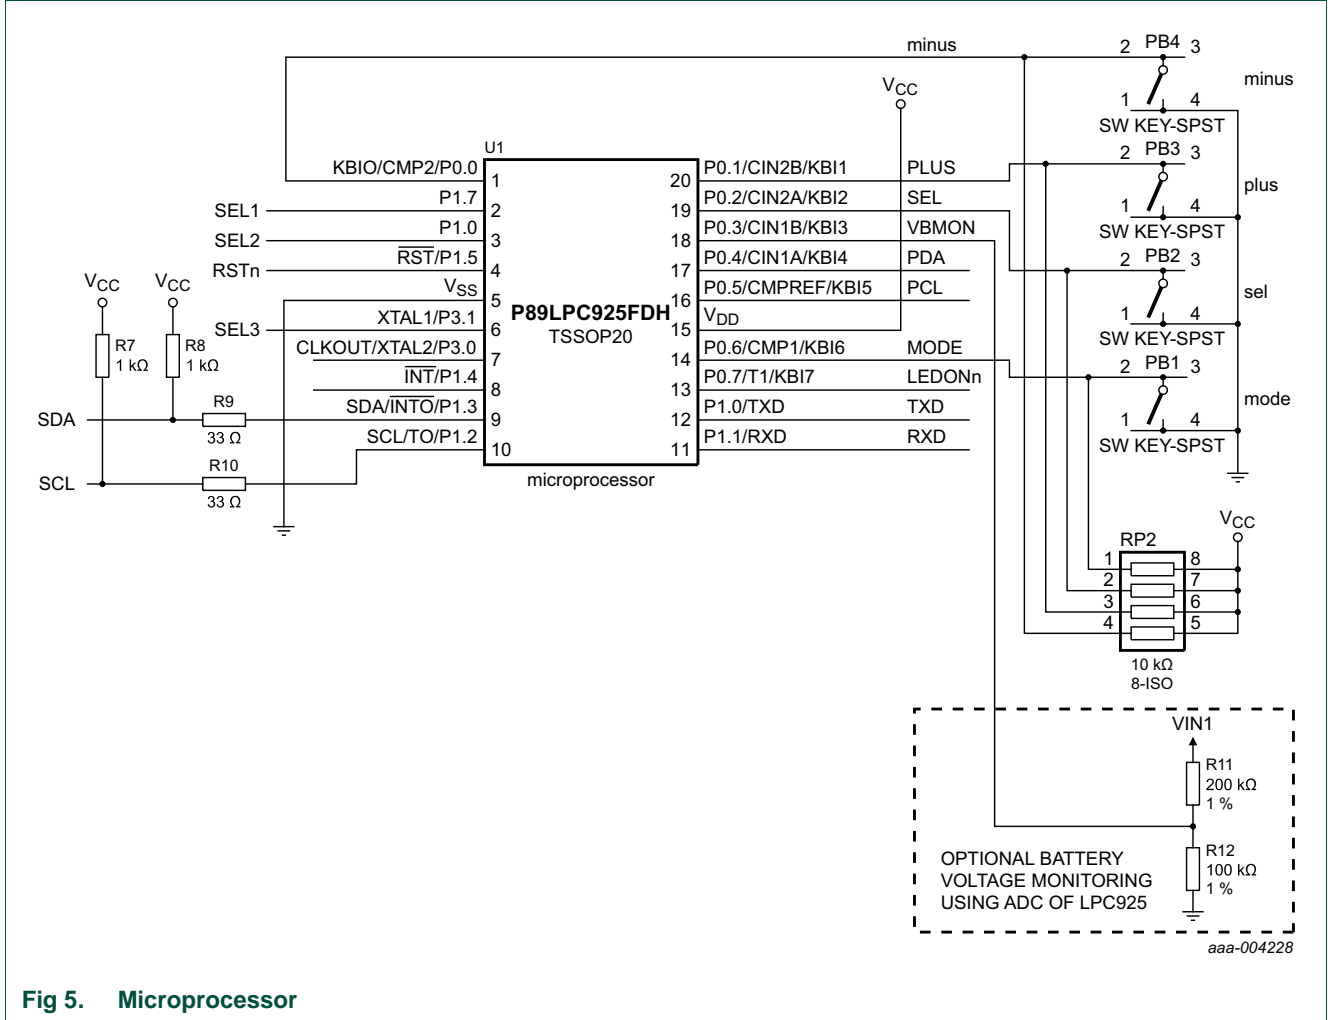 minus
2 PB4 3
minus
1 4
SW KEY-SPST
VCC
U1
KBIO/CMP2/P0.0
1
20
P0.1/CIN2B/KBI1
PLUS
2 PB3 3
plus
1 4
SW KEY-SPST
SEL1
P1.7
2
19
P0.2/CIN2A/KBI2
SEL
SEL2
P1.0
3
18
P0.3/CIN1B/KBI3
VBMON
RSTn
RST/P1.5
4
17
P0.4/CIN1A/KBI4
PDA
2 PB2 3
sel
1 4
SW KEY-SPST
VSS
5
16
P0.5/CMPREF/KBI5
PCL
P89LPC925FDH
TSSOP20
SEL3
XTAL1/P3.1
6
15
VDD
CLKOUT/XTAL2/P3.0
7
14
P0.6/CMP1/KBI6
MODE
2 PB1 3
mode
1 4
SW KEY-SPST
INT/P1.4
8
13
P0.7/T1/KBI7
LEDONn
VCC
VCC
R7
1 kΩ
R8
1 kΩ
SDA
R9
33 Ω
SDA/INTO/P1.3
9
12
P1.0/TXD
TXD
SCL
R10
33 Ω
SCL/TO/P1.2
10
11
P1.1/RXD
RXD
microprocessor
VCC
RP2
1 8
2 7
3 6
4 5
10 kΩ
8-ISO
VIN1
R11
200 kΩ
1 %
R12
100 kΩ
1 %
OPTIONAL BATTERY
VOLTAGE MONITORING
USING ADC OF LPC925
aaa-004228
Fig 5. Microprocessor